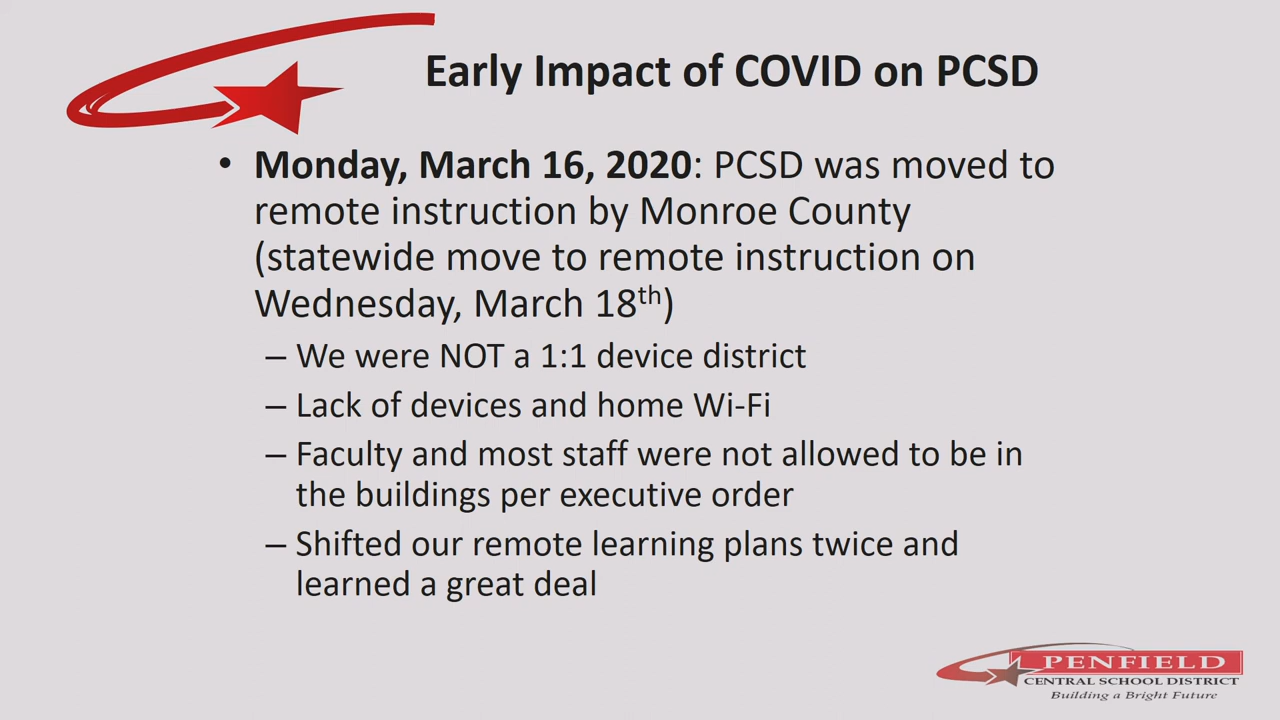 Early Impact of COVID on PCSD
• Monday, March 16, 2020: PCSD was moved to
remote instruction by Monroe County
(statewide move to remote instruction on
Wednesday, March 18th)
– We were NOT a 1:1 device district
– Lack of devices and home Wi-Fi
– Faculty and most staff were not allowed to be in
the buildings per executive order
– Shifted our remote learning plans twice and
learned a great deal
PENFIELD
CENTRAL SCHOOL DISTRICT
Building a Bright Future